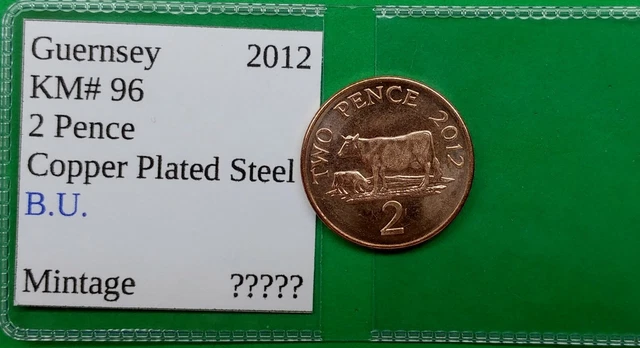 Guernsey 2012
KM# 96
2 Pence
Copper Plated Steel
B.U.
Mintage ?????
TWO PENCE 2012
2